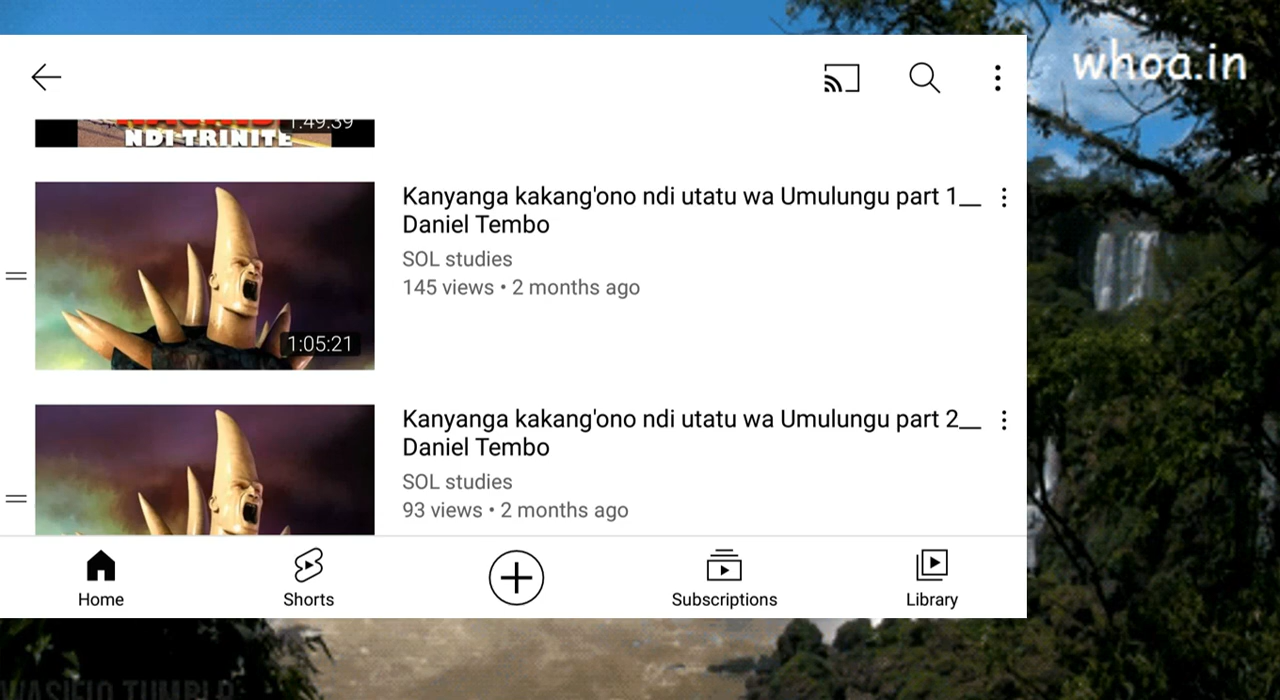 whoa.in
1:49:39
NDI TRINITE
Kanyanga kakang'ono ndi utatu wa Umulungu part 1__
Daniel Tembo
SOL studies
145 views • 2 months ago
1:05:21
Kanyanga kakang'ono ndi utatu wa Umulungu part 2__
Daniel Tembo
SOL studies
93 views • 2 months ago
Home
Shorts
Subscriptions
Library